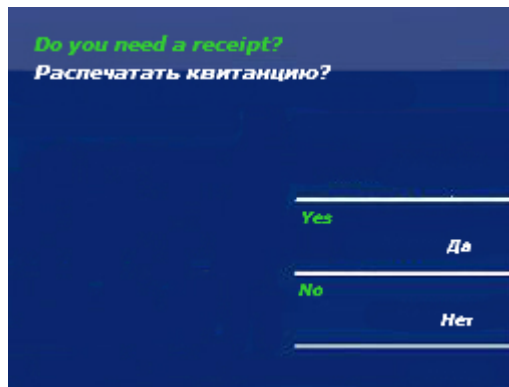 Do you need a receipt?
Распечатать квитанцию?
Yes
Да
No
Нет